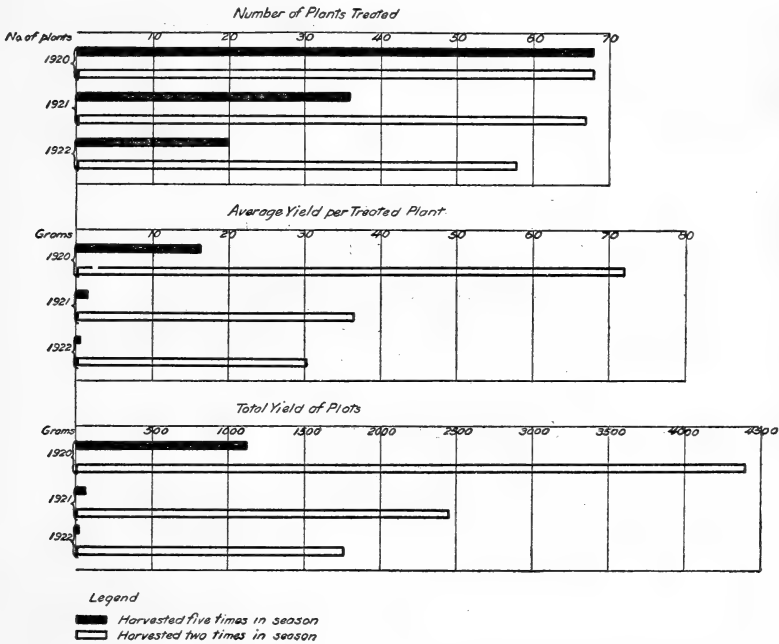 Number of Plants Treated
No. of plants 10 20 30 40 50 60 70
1920
1921
1922
Average Yield per Treated Plant
Grams 10 20 30 40 50 60 70 80
1920
1921
1922
Total Yield of Plots
Grams 500 1000 1500 2000 2500 3000 3500 4000 4500
1920
1921
1922
Legend
Harvested five times in season
Harvested two times in season